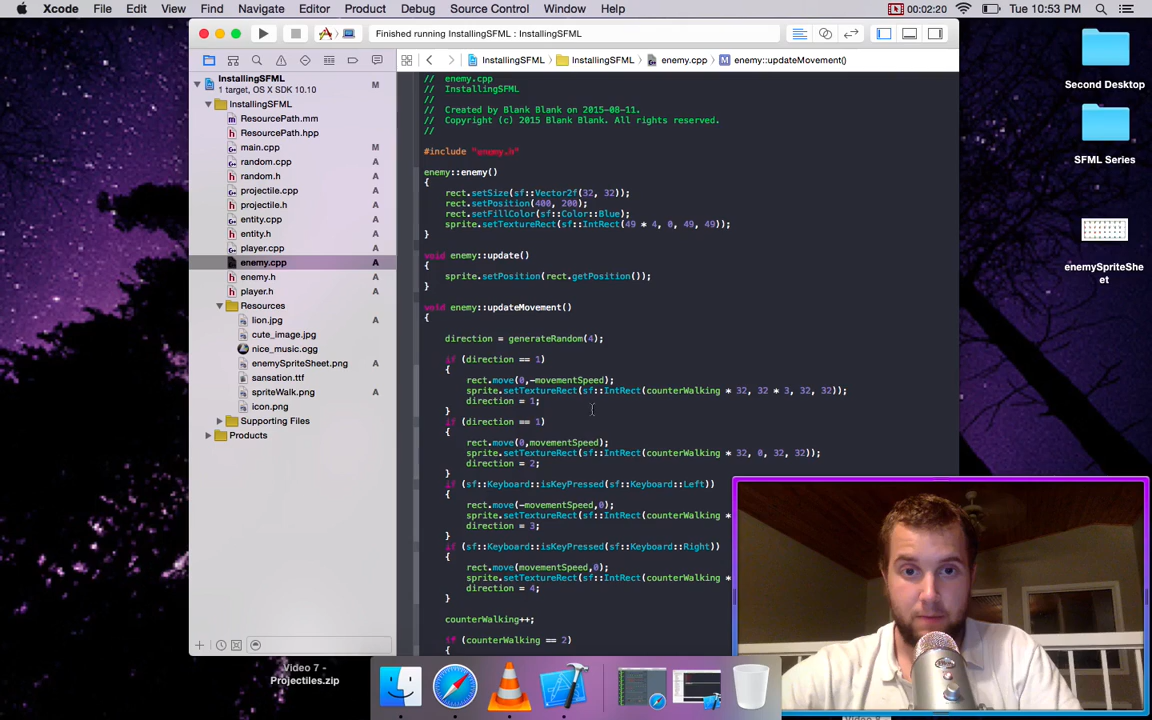 Xcode File Edit View Find Navigate Editor Product Debug Source Control Window Help 00:02:20 Tue 10:53 PM
Finished running InstallingSFML : InstallingSFML
InstallingSFML InstallingSFML enemy.cpp M enemy::updateMovement()
InstallingSFML M
1 target, OS X SDK 10.10
InstallingSFML
m ResourcePath.mm
h ResourcePath.hpp
main.cpp M
random.cpp A
h random.h A
projectile.cpp A
h projectile.h A
entity.cpp A
h entity.h A
player.cpp A
enemy.cpp A
h enemy.h A
h player.h A
Resources
lion.jpg A
cute_image.jpg
nice_music.ogg
enemySpriteSheet.png A
sansation.ttf
spriteWalk.png A
icon.png
Supporting Files
Products
// enemy.cpp
// InstallingSFML
//
// Created by Blank Blank on 2015-08-11.
// Copyright (c) 2015 Blank Blank. All rights reserved.
//
#include "enemy.h"
enemy::enemy()
{
rect.setSize(sf::Vector2f(32, 32));
rect.setPosition(400, 200);
rect.setFillColor(sf::Color::Blue);
sprite.setTextureRect(sf::IntRect(49 * 4, 0, 49, 49));
}
void enemy::update()
{
sprite.setPosition(rect.getPosition());
}
void enemy::updateMovement()
{
direction = generateRandom(4);
if (direction == 1)
{
rect.move(0,-movementSpeed);
sprite.setTextureRect(sf::IntRect(counterWalking * 32, 32 * 3, 32, 32));
direction = 1;
}
if (direction == 1)
{
rect.move(0,movementSpeed);
sprite.setTextureRect(sf::IntRect(counterWalking * 32, 0, 32, 32));
direction = 2;
}
if (sf::Keyboard::isKeyPressed(sf::Keyboard::Left))
{
rect.move(-movementSpeed,0);
sprite.setTextureRect(sf::IntRect(counterWalking *
direction = 3;
}
if (sf::Keyboard::isKeyPressed(sf::Keyboard::Right))
{
rect.move(movementSpeed,0);
sprite.setTextureRect(sf::IntRect(counterWalking *
direction = 4;
}
counterWalking++;
if (counterWalking == 2)
{
Second Desktop
SFML Series
enemySpriteShe
et
Video 7 -
Projectiles.zip